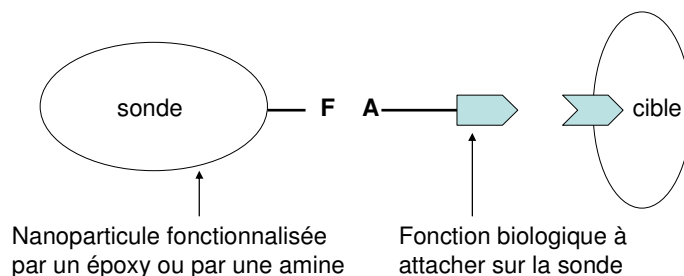 sonde F A cible
Nanoparticule fonctionnalisée
par un époxy ou par une amine
Fonction biologique à
attacher sur la sonde